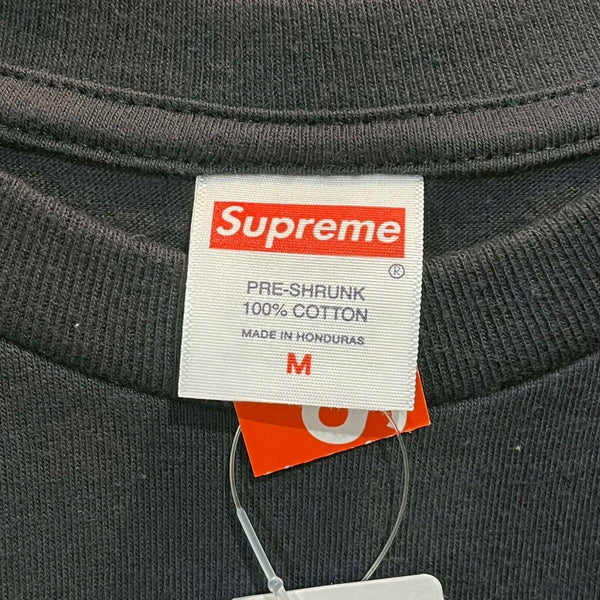 Supreme
®
PRE-SHRUNK
100% COTTON
MADE IN HONDURAS
M